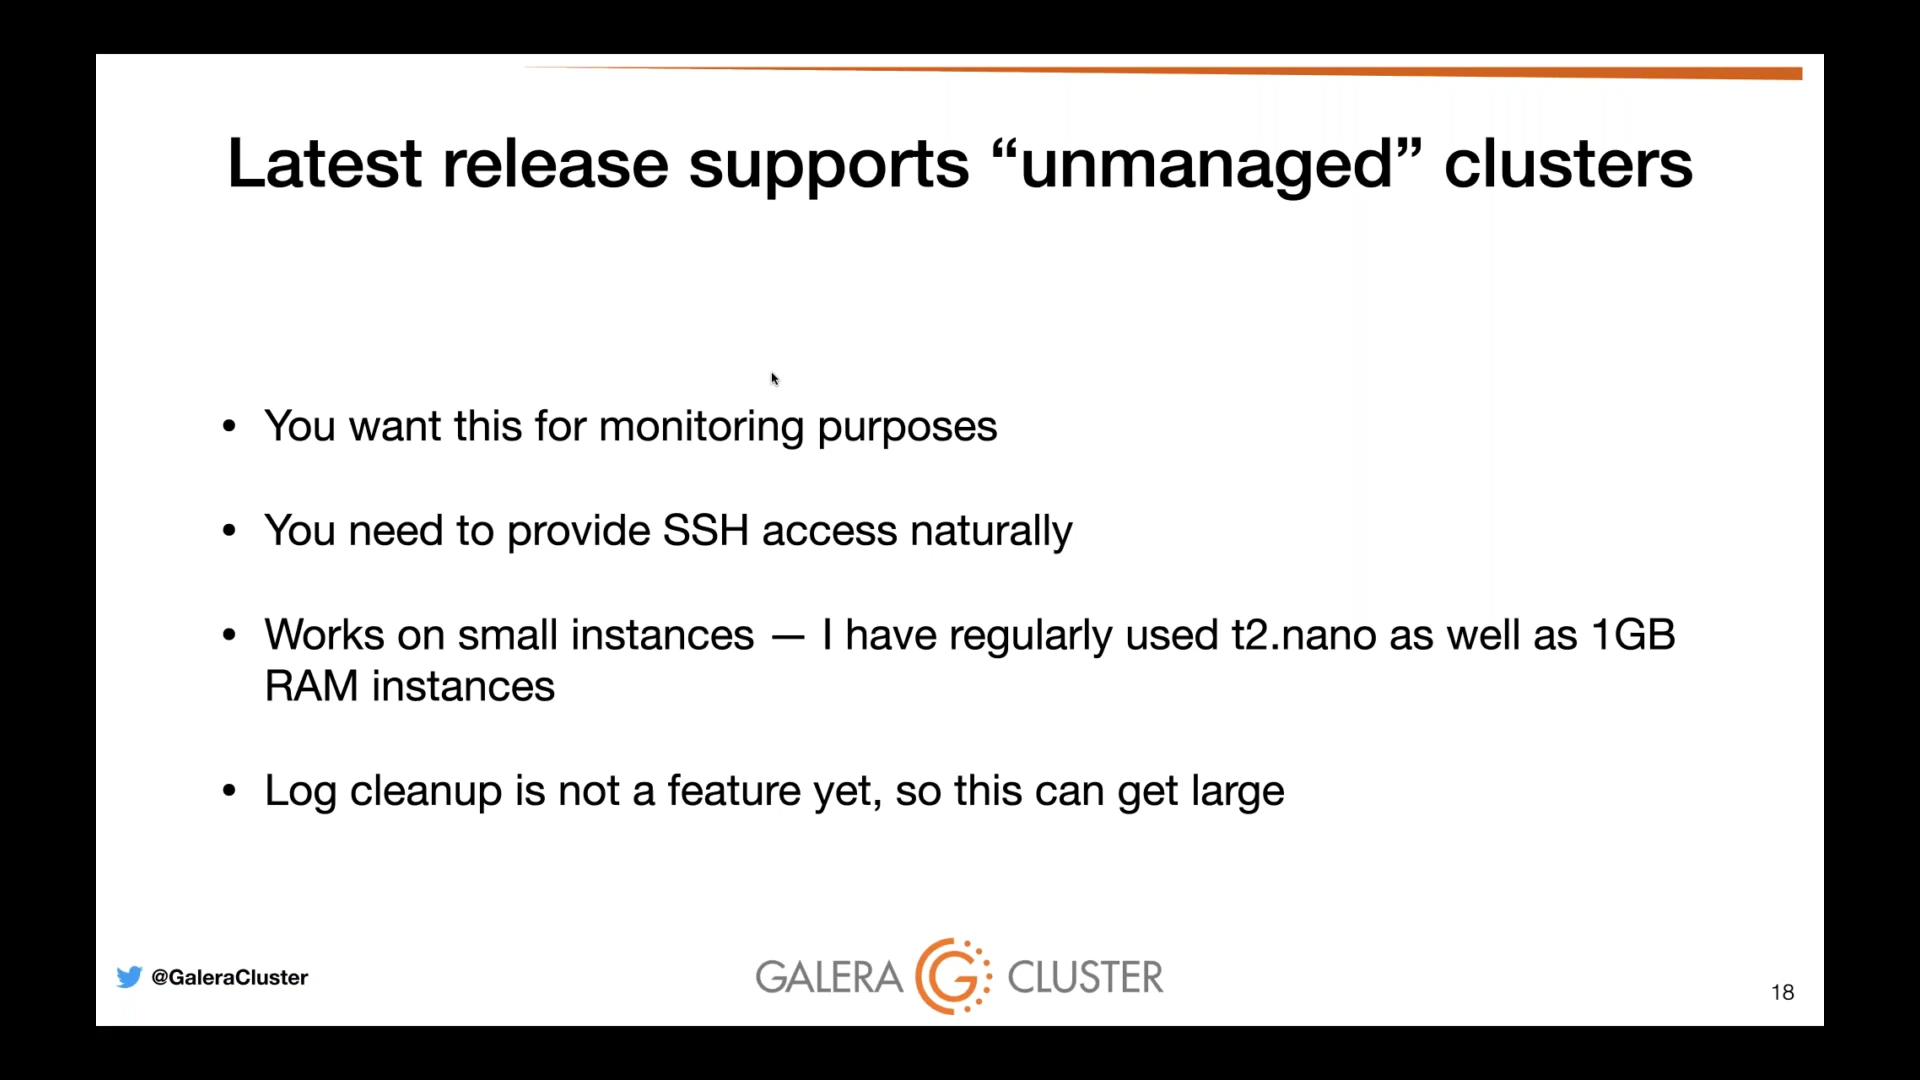 Latest release supports “unmanaged” clusters
• You want this for monitoring purposes
• You need to provide SSH access naturally
• Works on small instances — I have regularly used t2.nano as well as 1GB
RAM instances
• Log cleanup is not a feature yet, so this can get large
@GaleraCluster
GALERA CLUSTER
18